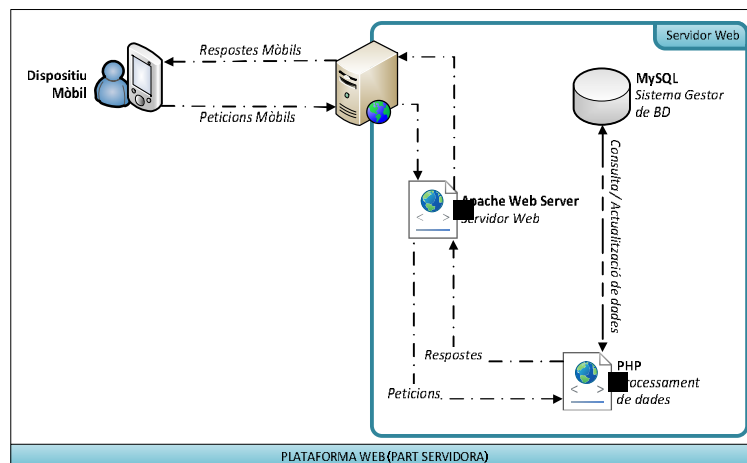 Servidor Web
Respostes Mòbils
Dispositiu
Mòbil
Peticions Mòbils
MySQL
Sistema Gestor
de BD
Consulta/ Actualització de dades
Apache Web Server
Servidor Web
Respostes
Peticions
PHP
Processament
de dades
PLATAFORMA WEB (PART SERVIDORA)